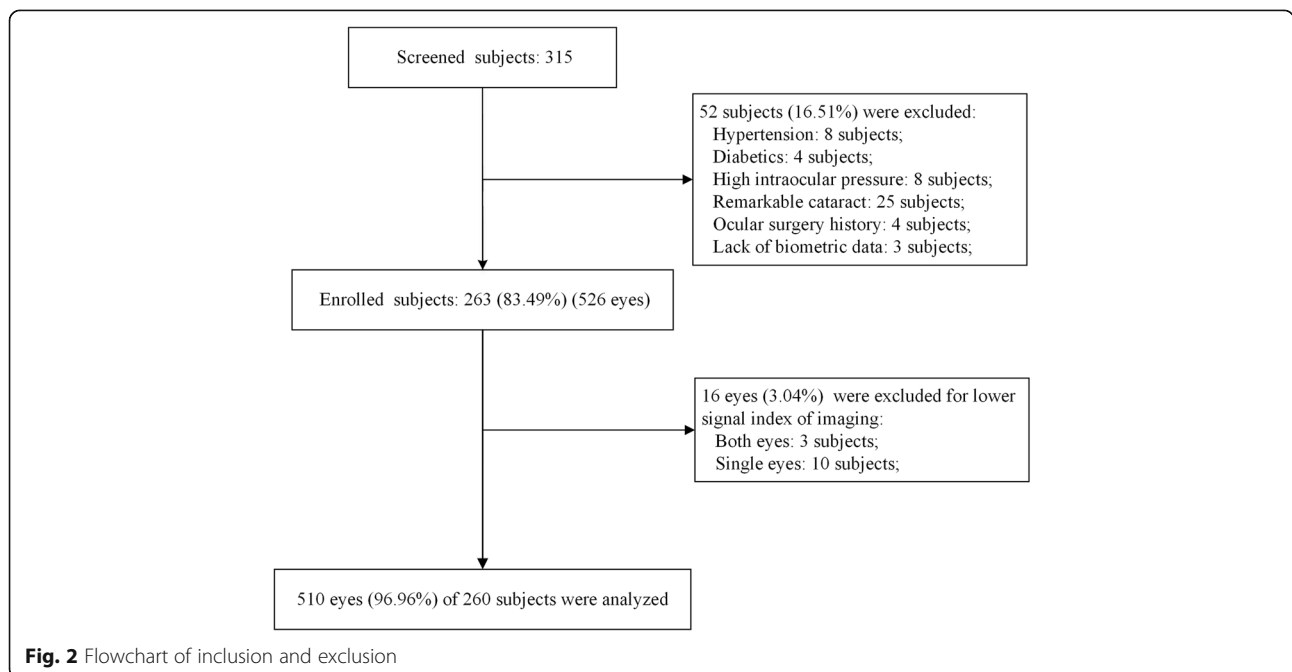 Screened subjects: 315
52 subjects (16.51%) were excluded:
Hypertension: 8 subjects;
Diabetics: 4 subjects;
High intraocular pressure: 8 subjects;
Remarkable cataract: 25 subjects;
Ocular surgery history: 4 subjects;
Lack of biometric data: 3 subjects;
Enrolled subjects: 263 (83.49%) (526 eyes)
16 eyes (3.04%) were excluded for lower
signal index of imaging:
Both eyes: 3 subjects;
Single eyes: 10 subjects;
510 eyes (96.96%) of 260 subjects were analyzed
Fig. 2 Flowchart of inclusion and exclusion